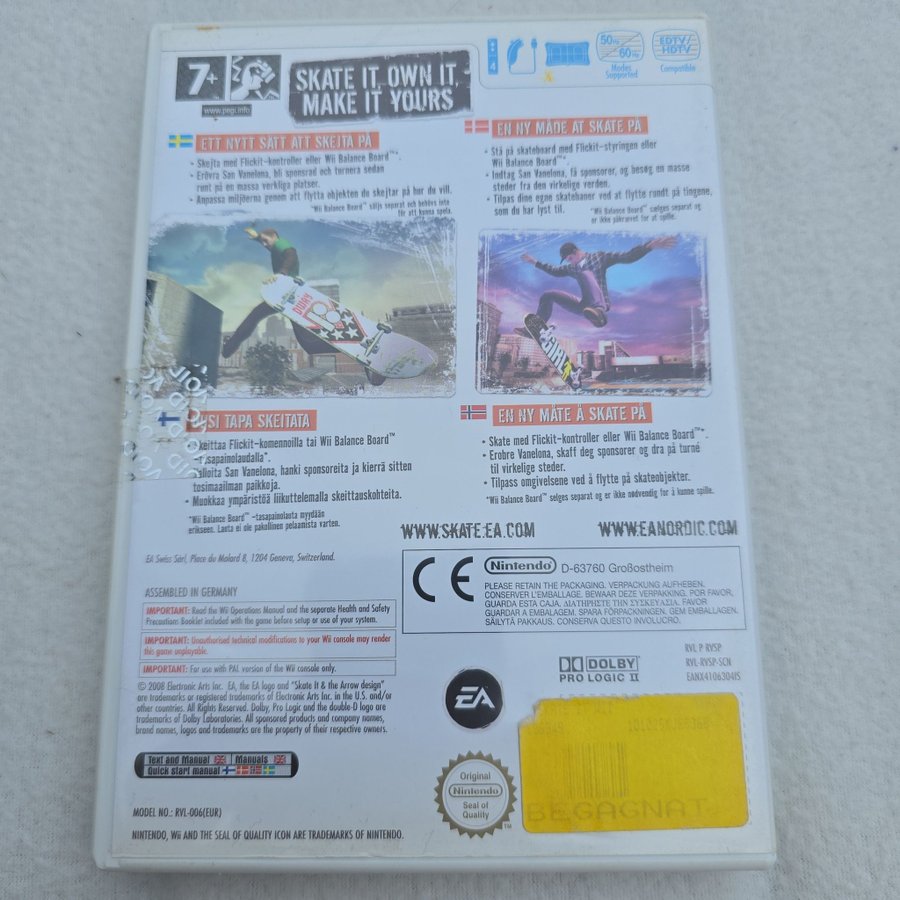 7+
www.pegi.info
SKATE IT, OWN IT,
MAKE IT YOURS
4
50Hz
60Hz
Modes
Supported
EDTV/
HDTV
Compatible
ETT NYTT SÄTT ATT SKEJTA PÅ
• Skejta med Flickit-kontroller eller Wii Balance Board™*.
• Erövra San Vanelona, bli sponsrad och turnera sedan
runt på en massa verkliga platser.
• Anpassa miljöerna genom att flytta objekten du skejtar på hur du vill.
*Wii Balance Board™ säljs separat och behövs inte
för att kunna spela.
EN NY MÅDE AT SKATE PÅ
• Stå på skateboard med Flickit-styringen eller
Wii Balance Board™*.
• Indtag San Vanelona, få sponsorer, og besøg en masse
steder fra den virkelige verden.
• Tilpas dine egne skatebaner ved at flytte rundt på tingene,
som du har lyst til.
*Wii Balance Board™ sælges separat og
er ikke påkrævet for at spille.
GIRL
VOID
USI TAPA SKEITATA
• Skeittaa Flickit-komennoilla tai Wii Balance Board™
-tasapainolaudalla*.
• Valloita San Vanelona, hanki sponsoreita ja kierrä sitten
tosimaailman paikkoja.
• Muokkaa ympäristöä liikuttelemalla skeittauskohteita.
*Wii Balance Board™ -tasapainolauta myydään
erikseen. Lauta ei ole pakollinen pelaamista varten.
EN NY MÅTE Å SKATE PÅ
• Skate med Flickit-kontroller eller Wii Balance Board™*.
• Erobre Vanelona, skaff deg sponsorer og dra på turné
til virkelige steder.
• Tilpass omgivelsene ved å flytte på skateobjekter.
*Wii Balance Board™ selges separat og er ikke nødvendig for å kunne spille.
WWW.SKATE.EA.COM
WWW.EANORDIC.COM
EA Swiss Sàrl, Place du Molard 8, 1204 Geneva, Switzerland.
CE
Nintendo D-63760 Großostheim
PLEASE RETAIN THE PACKAGING. VERPACKUNG AUFHEBEN.
CONSERVER L'EMBALLAGE. BEWAAR DEZE VERPAKKING. POR FAVOR,
GUARDA ESTA CAJA. ΔΙΑΤΗΡΗΣΤΕ ΤΗΝ ΣΥΣΚΕΥΑΣΙΑ. FAVOR
GUARDAR A EMBALAGEM. SPARA FÖRPACKNINGEN. GEM EMBALLAGEN.
SÄILYTÄ PAKKAUS. CONSERVA QUESTO INVOLUCRO.
ASSEMBLED IN GERMANY
IMPORTANT: Read the Wii Operations Manual and the separate Health and Safety
Precautions Booklet included with the game before setup or use of your system.
IMPORTANT: Unauthorised technical modifications to your Wii console may render
this game unplayable.
IMPORTANT: For use with PAL version of the Wii console only.
© 2008 Electronic Arts Inc. EA, the EA logo and "Skate It & the Arrow design"
are trademarks or registered trademarks of Electronic Arts Inc. in the U.S. and/or
other countries. All Rights Reserved. Dolby, Pro Logic and the double-D logo are
trademarks of Dolby Laboratories. All sponsored products and company names,
brand names, logos and trademarks are the property of their respective owners.
DOLBY
PRO LOGIC II
RVL P RVSP
RVL-RVSP-SCN
EANX4106304IS
EA
Text and Manual
Manuals
Quick start manual
Original
Nintendo
Seal of
Quality
TM
BEGAGNAT
MODEL NO.: RVL-006(EUR)
NINTENDO, Wii AND THE SEAL OF QUALITY ICON ARE TRADEMARKS OF NINTENDO.